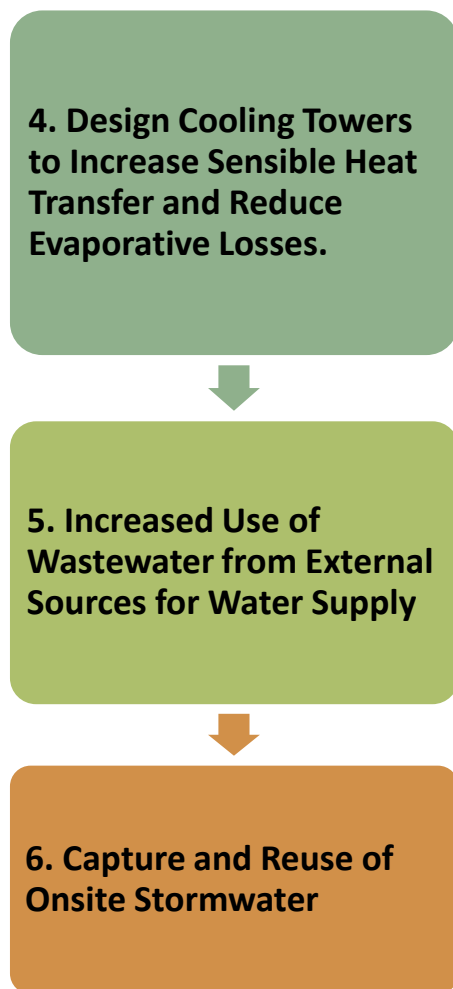 4. Design Cooling Towers
to Increase Sensible Heat
Transfer and Reduce
Evaporative Losses.
5. Increased Use of
Wastewater from External
Sources for Water Supply
6. Capture and Reuse of
Onsite Stormwater